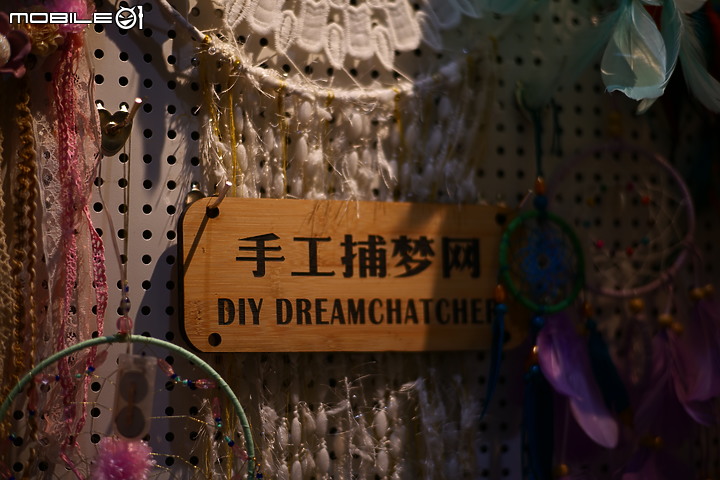 MOBILE01
手工捕梦网
DIY DREAMCHATCHER